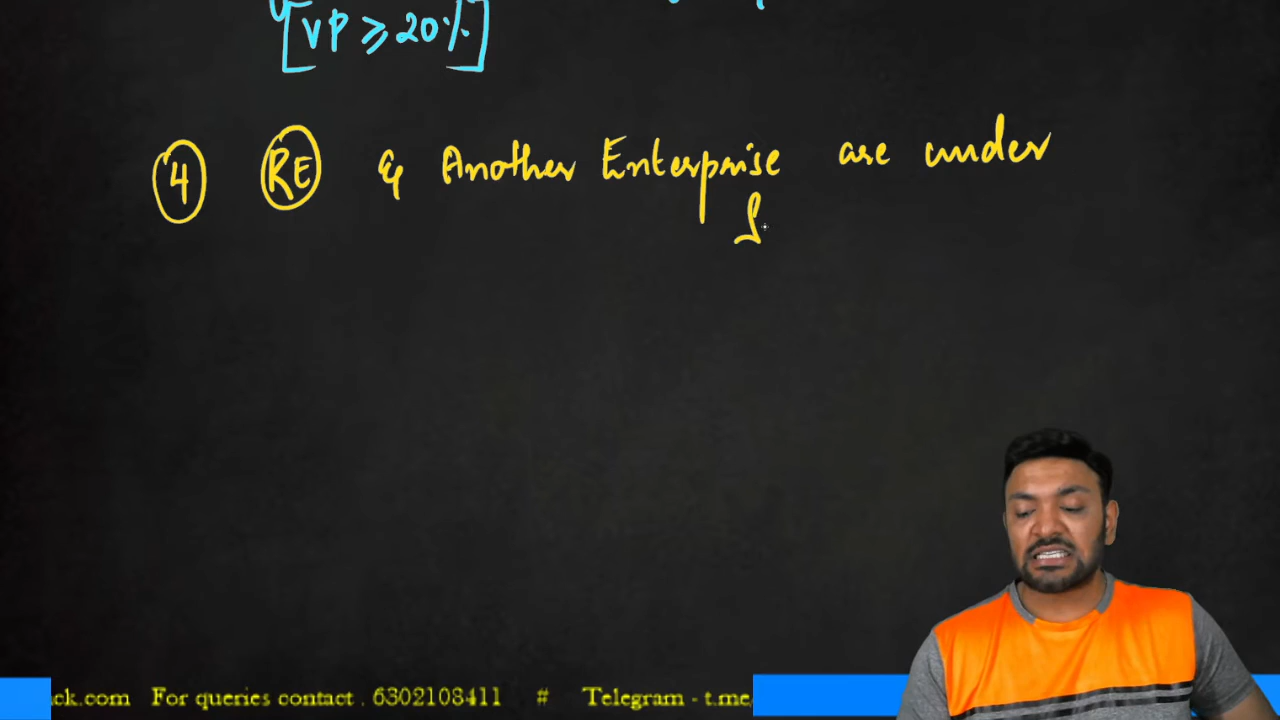 [VP ≥ 20%]
4 RE & Another Enterprise are under
ck.com For queries contact . 6302108411 # Telegram - t.me/